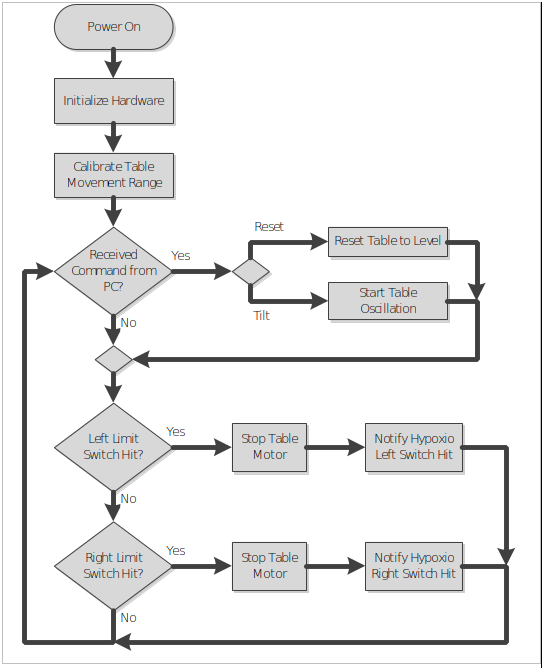 Power On
Initialize Hardware
Calibrate Table
Movement Range
Received
Command from
PC?
Yes
Reset
Reset Table to Level
Start Table
Oscillation
Tilt
No
Left Limit
Switch Hit?
Yes
Stop Table
Motor
Notify Hypoxio
Left Switch Hit
No
Right Limit
Switch Hit?
Yes
Stop Table
Motor
Notify Hypoxio
Right Switch Hit
No